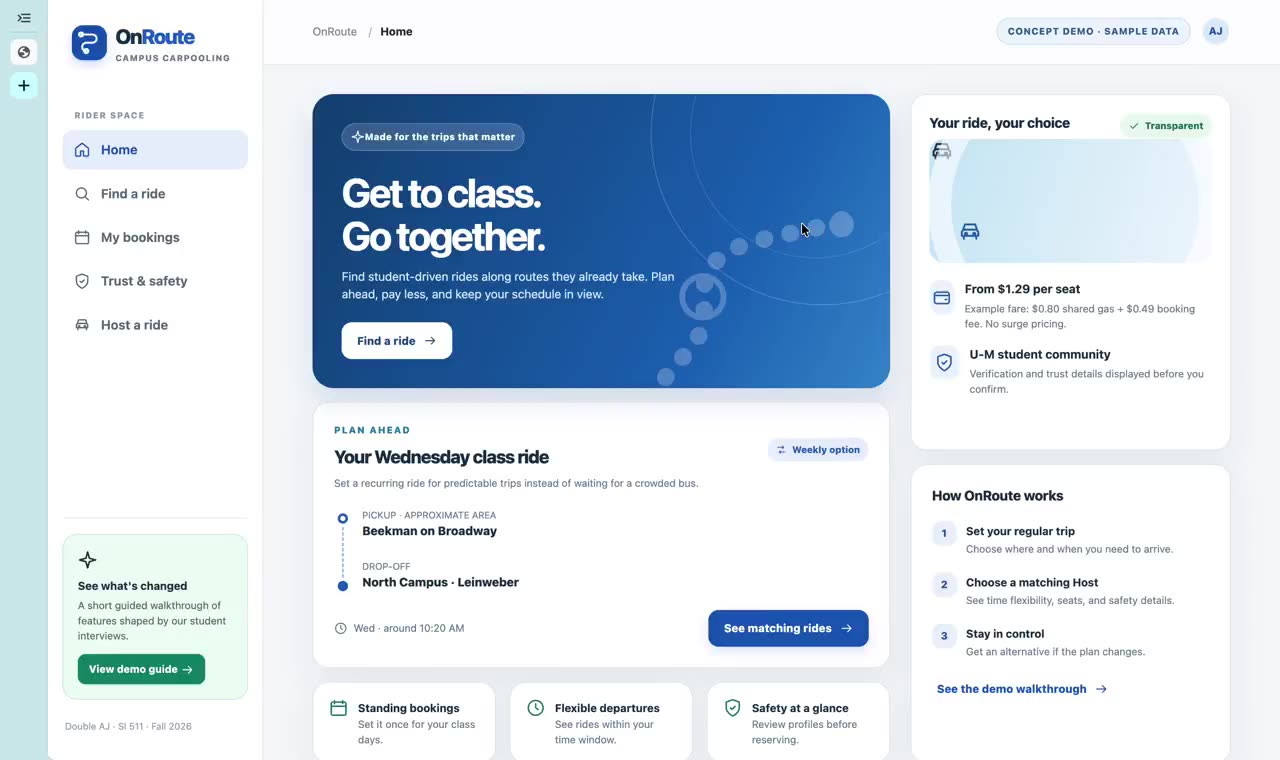 OnRoute
CAMPUS CARPOOLING
RIDER SPACE
Home
Find a ride
My bookings
Trust & safety
Host a ride
See what's changed
A short guided walkthrough of
features shaped by our student
interviews.
View demo guide →
Double AJ · SI 511 · Fall 2026
OnRoute / Home
CONCEPT DEMO · SAMPLE DATA
AJ
Made for the trips that matter
Get to class.
Go together.
Find student-driven rides along routes they already take. Plan
ahead, pay less, and keep your schedule in view.
Find a ride →
PLAN AHEAD
Your Wednesday class ride
Weekly option
Set a recurring ride for predictable trips instead of waiting for a crowded bus.
PICKUP · APPROXIMATE AREA
Beekman on Broadway
DROP-OFF
North Campus · Leinweber
Wed · around 10:20 AM
See matching rides →
Standing bookings
Set it once for your class
days.
Flexible departures
See rides within your
time window.
Safety at a glance
Review profiles before
reserving.
Your ride, your choice
Transparent
From $1.29 per seat
Example fare: $0.80 shared gas + $0.49 booking
fee. No surge pricing.
U-M student community
Verification and trust details displayed before you
confirm.
How OnRoute works
1
Set your regular trip
Choose where and when you need to arrive.
2
Choose a matching Host
See time flexibility, seats, and safety details.
3
Stay in control
Get an alternative if the plan changes.
See the demo walkthrough →